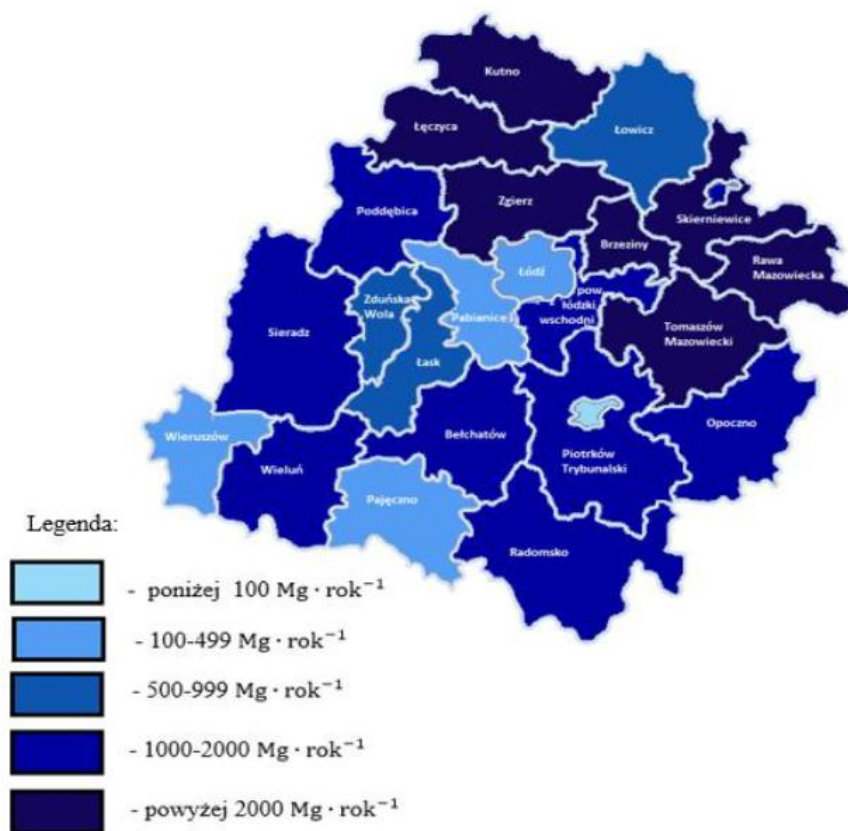 Kutno
Łęczyca
Łowicz
Zgierz
Poddębica
Skierniewice
Brzeziny
Rawa
Mazowiecka
Łódź
pow.
łódzki
wschodni
Zduńska
Wola
Pabianice
Sieradz
Tomaszów
Mazowiecki
Łask
Opoczno
Wieruszów
Bełchatów
Piotrków
Trybunalski
Wieluń
Pajęczno
Radomsko
Legenda:
- poniżej 100 Mg · rok⁻¹
- 100-499 Mg · rok⁻¹
- 500-999 Mg · rok⁻¹
- 1000-2000 Mg · rok⁻¹
- powyżej 2000 Mg · rok⁻¹